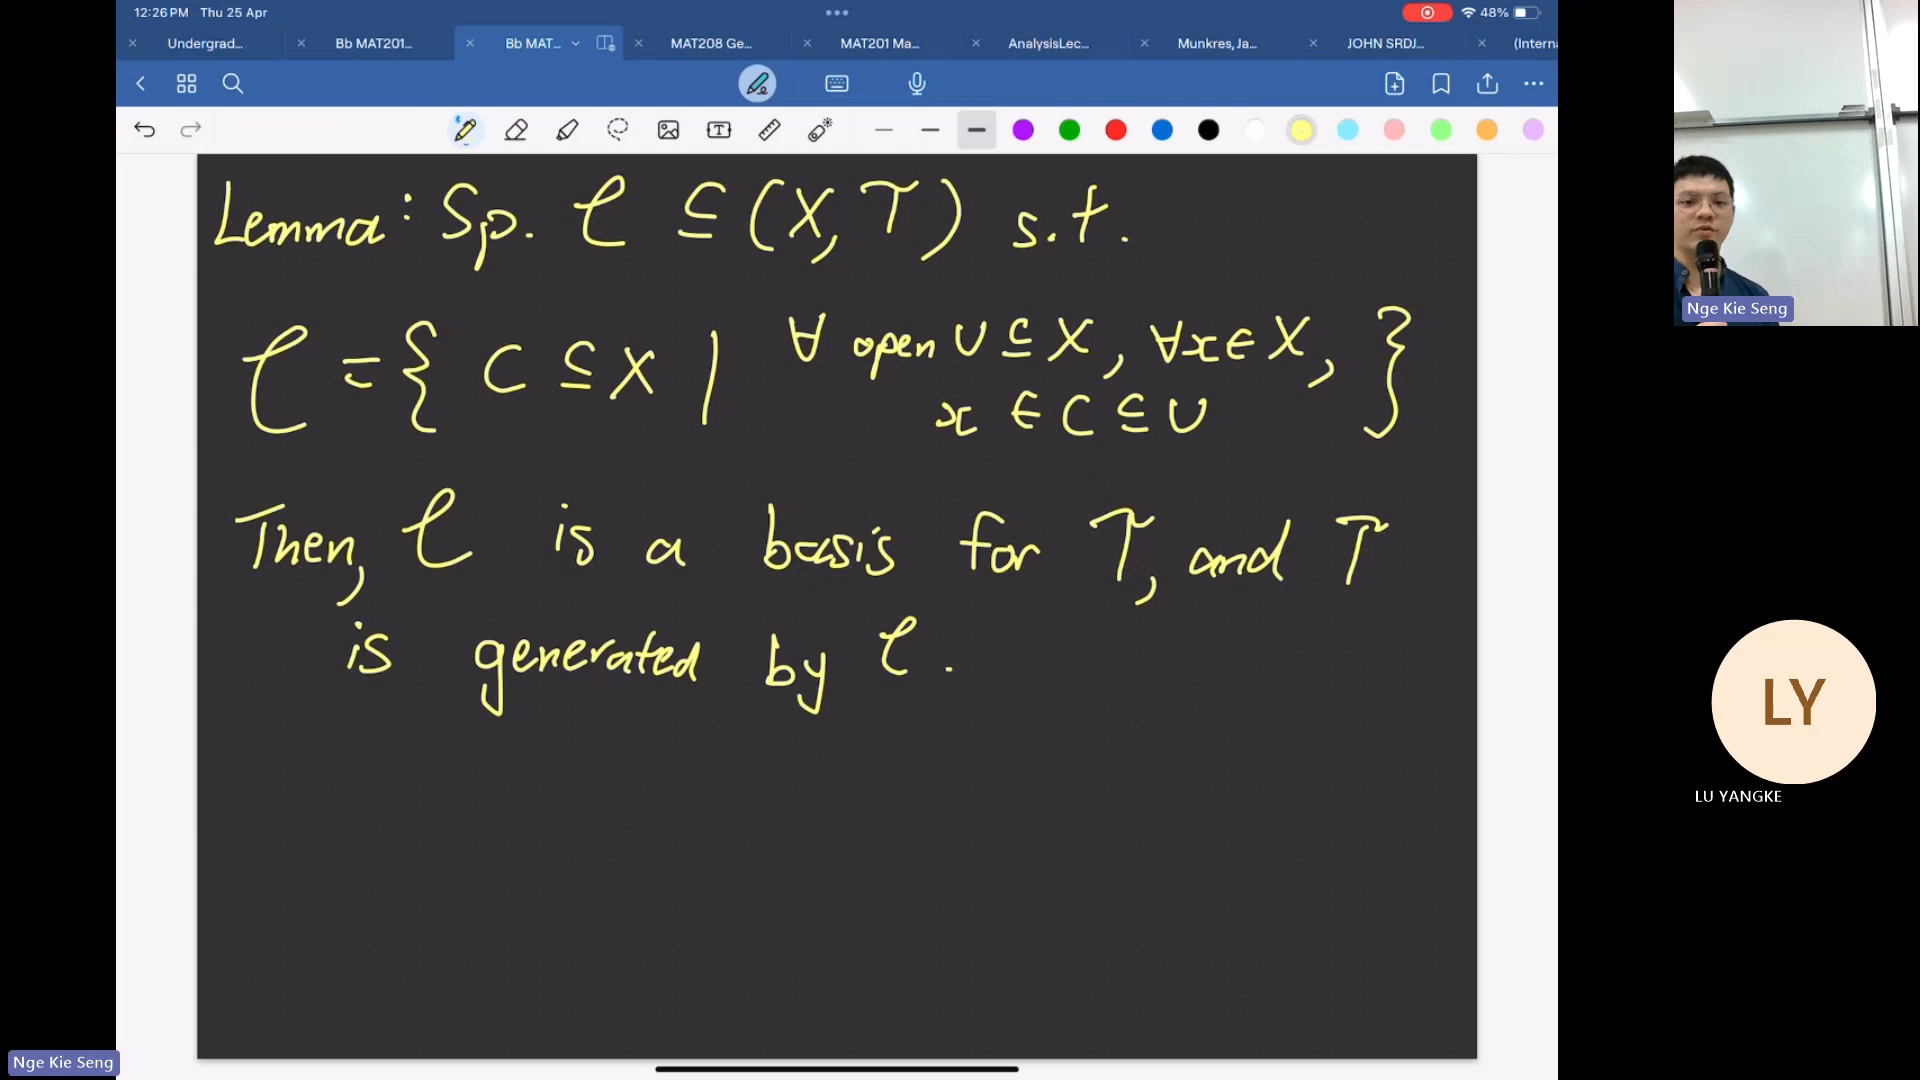 12:26 PM Thu 25 Apr
48%
Undergrad...
Bb MAT201...
Bb MAT...
MAT208 Ge...
MAT201 Ma...
AnalysisLec...
Munkres, Ja...
JOHN SRDJ...
(Intern
Lemma: Sp. 𝒞 ⊆ (X, 𝒯) s.t.
𝒞 = { C ⊆ X | ∀ open U ⊆ X, ∀x ∈ X, }
x ∈ C ⊆ U
Then, 𝒞 is a basis for 𝒯, and 𝒯
is generated by 𝒞.
Nge Kie Seng
LY
LU YANGKE
Nge Kie Seng